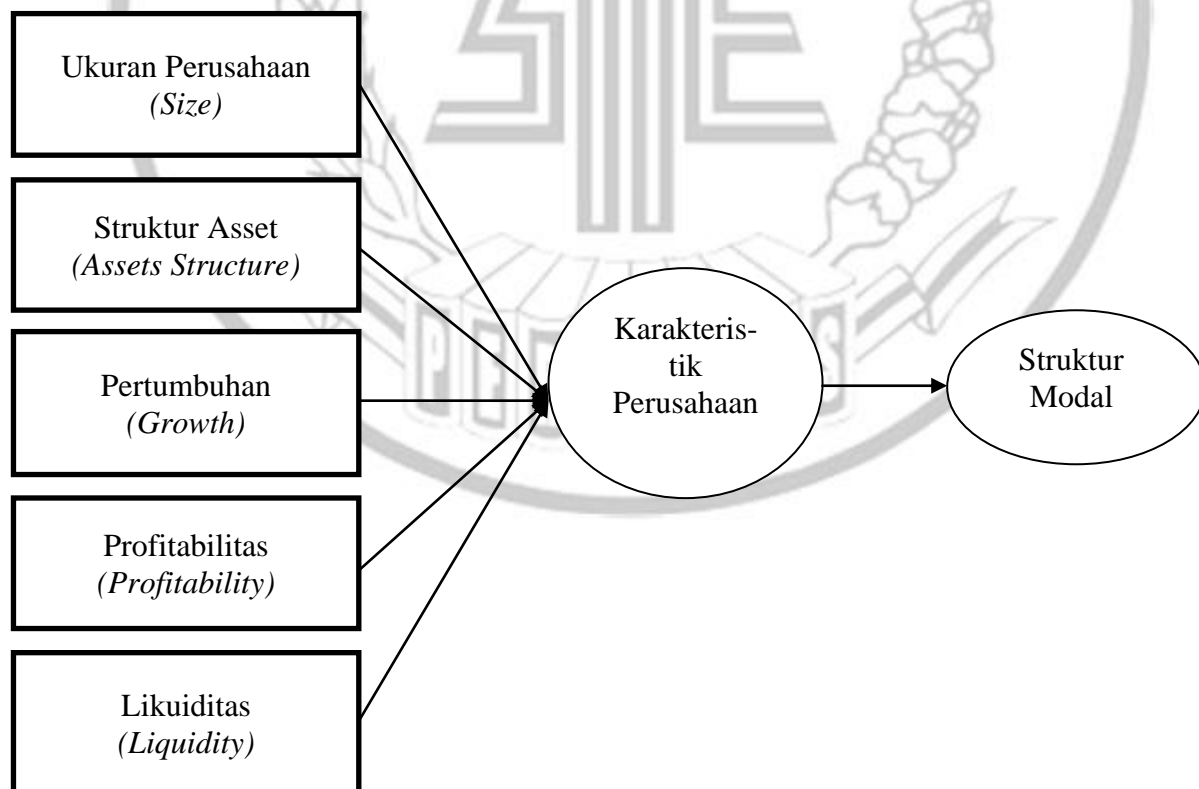 Ukuran Perusahaan
(Size)
Struktur Asset
(Assets Structure)
Pertumbuhan
(Growth)
Profitabilitas
(Profitability)
Likuiditas
(Liquidity)
Karakteris-
tik
Perusahaan
Struktur
Modal